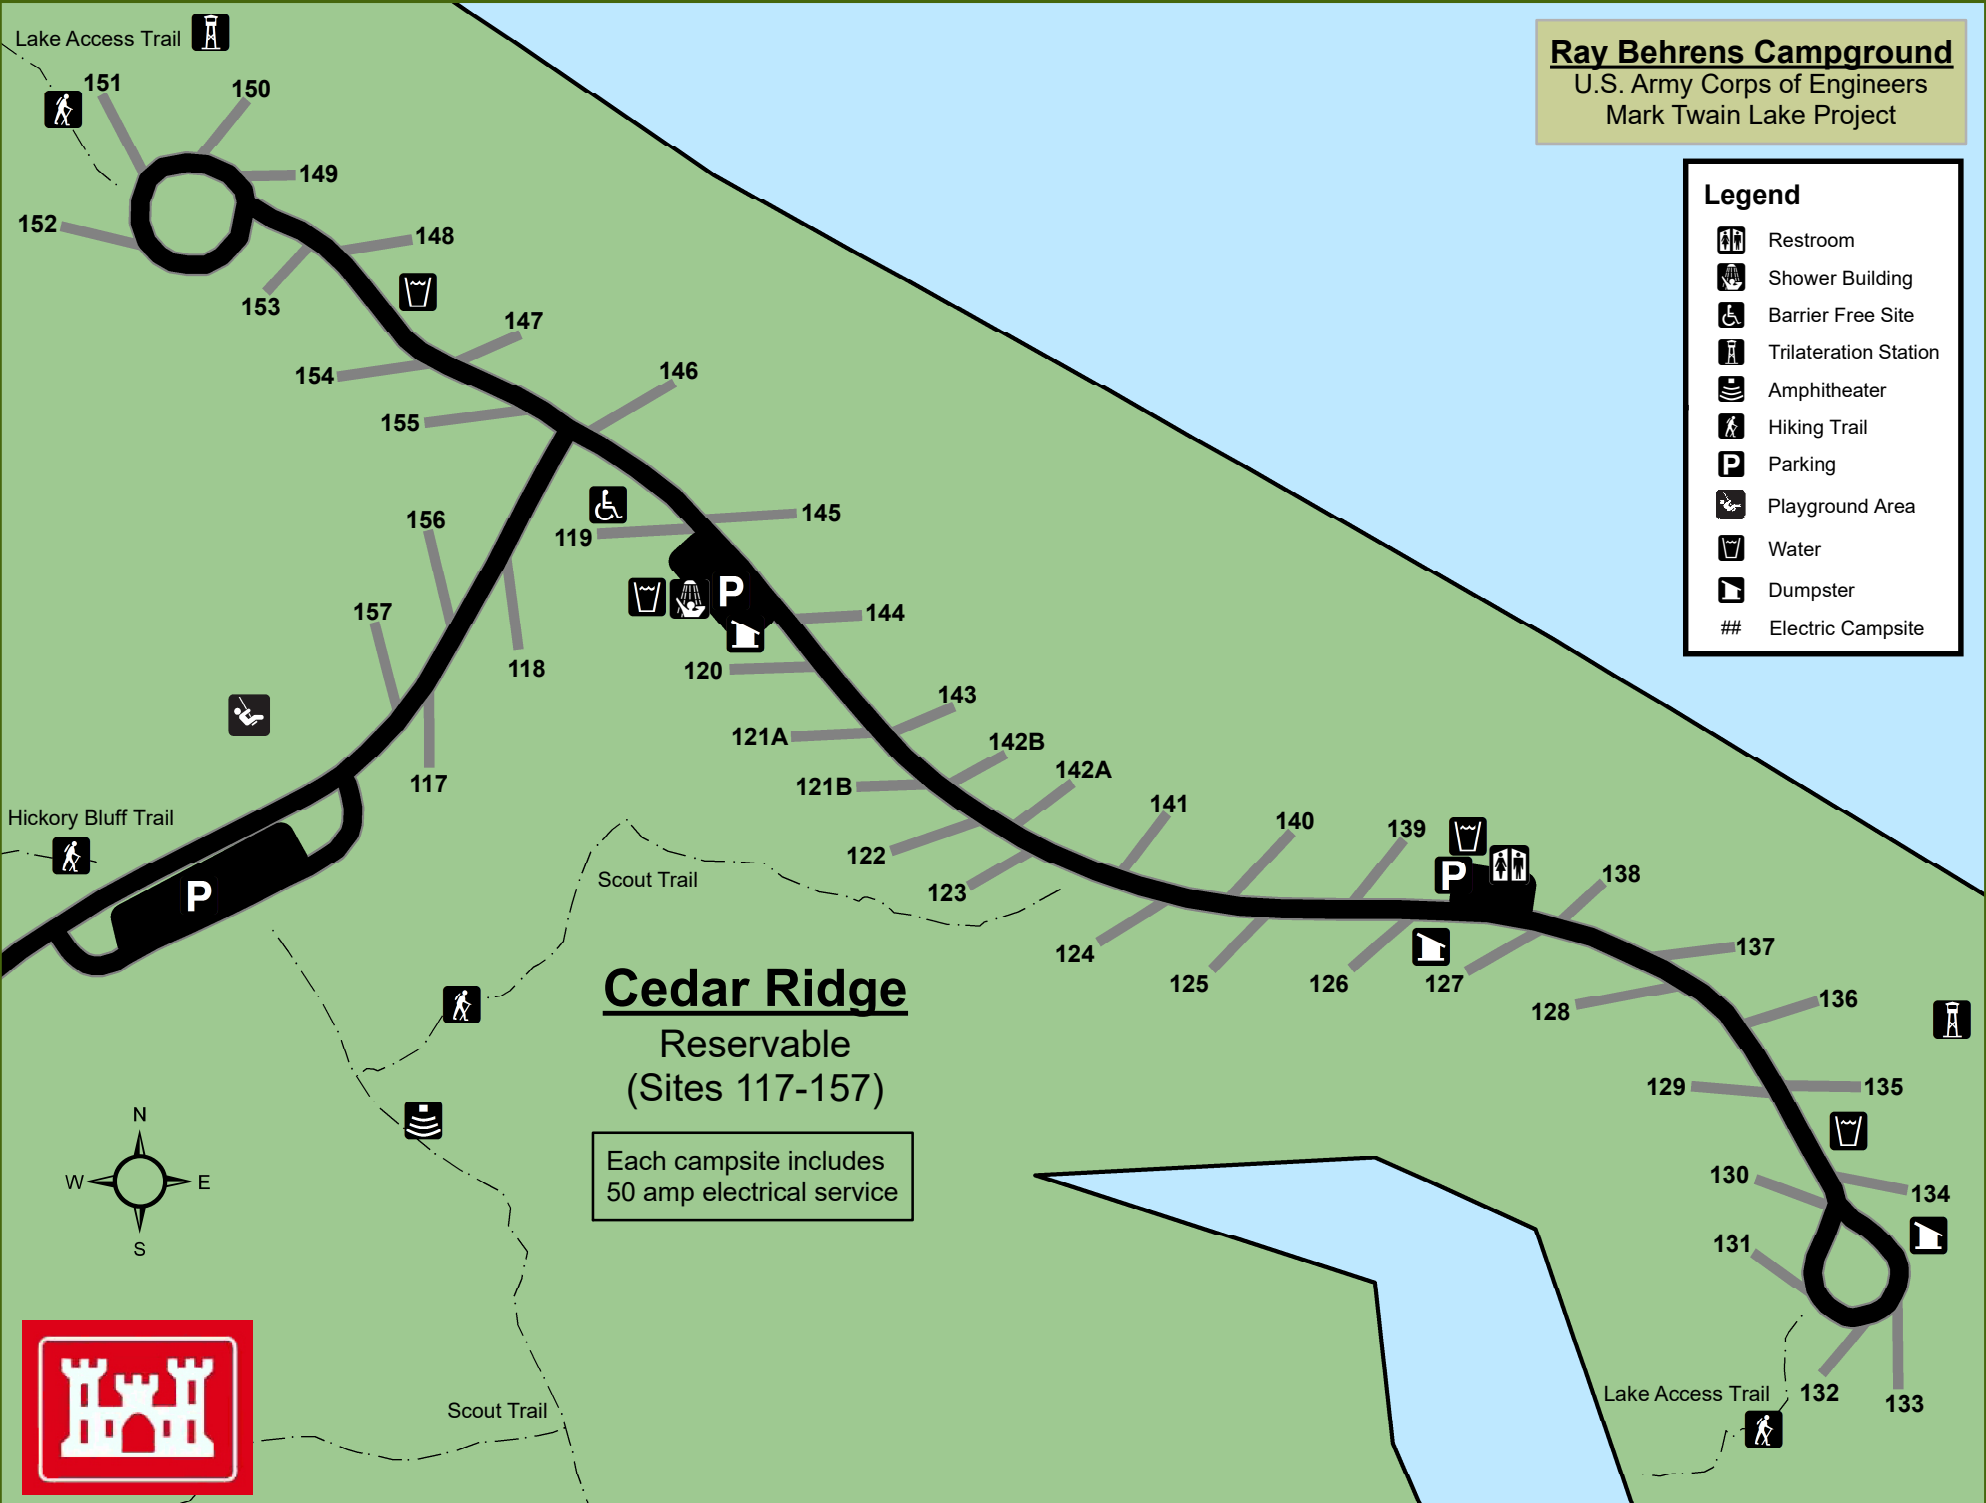 Lake Access Trail
151
150
149
152
148
153
147
154
146
155
156
145
119
157
P
144
118
120
143
121A
142B
117
121B
142A
141
Hickory Bluff Trail
122
140
139
P
138
Scout Trail
123
P
137
124
125
126
127
128
136
129
135
130
134
131
132
133
Lake Access Trail
Scout Trail
Cedar Ridge
Reservable
(Sites 117-157)
Each campsite includes
50 amp electrical service
N
W
E
S
Ray Behrens Campground
U.S. Army Corps of Engineers
Mark Twain Lake Project
Legend
Restroom
Shower Building
Barrier Free Site
Trilateration Station
Amphitheater
Hiking Trail
P Parking
Playground Area
Water
Dumpster
## Electric Campsite